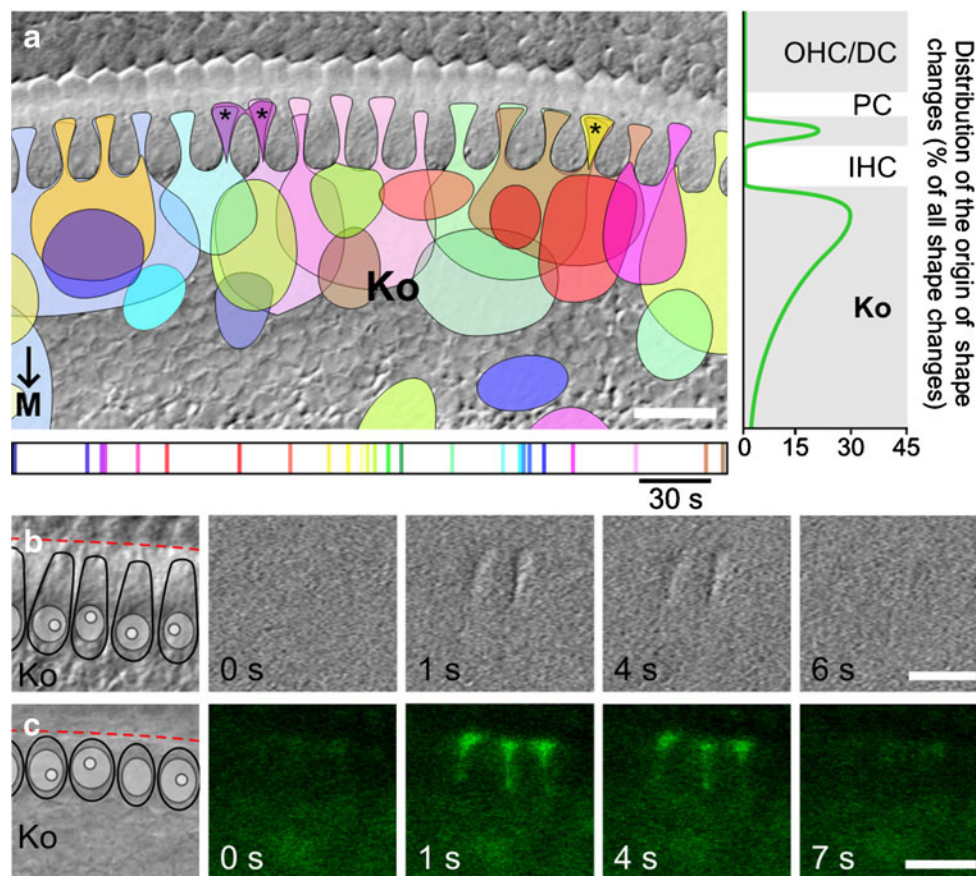 a
* * *
Ko
↓
M
30 s
OHC/DC
PC
IHC
Ko
0 15 30 45
Distribution of the origin of shape
changes (% of all shape changes)
b
Ko
0 s
1 s
4 s
6 s
c
Ko
0 s
1 s
4 s
7 s